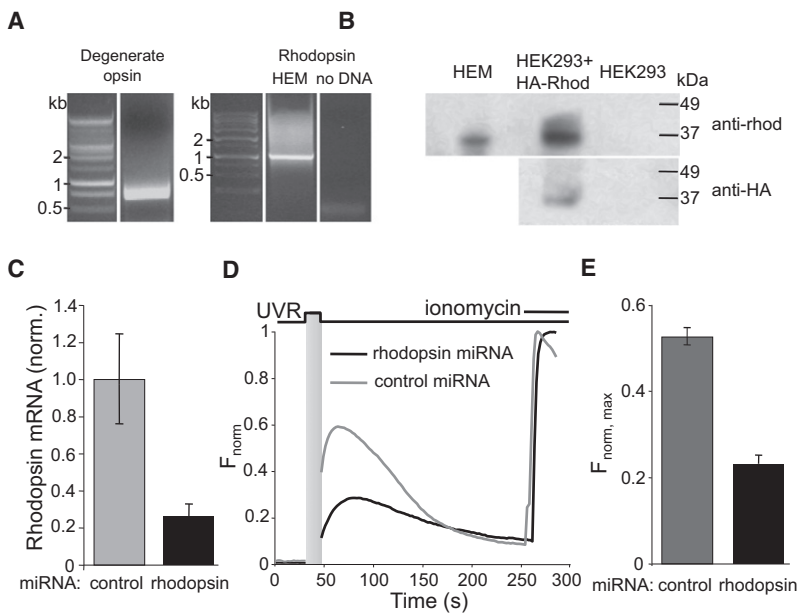 A
Degenerate
opsin
kb
2
1
0.5
Rhodopsin
HEM no DNA
kb
2
1
0.5
B
HEM
HEK293+
HA-Rhod
HEK293
kDa
49
37
anti-rhod
49
37
anti-HA
C
Rhodopsin mRNA (norm.)
1.4
1.2
1.0
0.8
0.6
0.4
0.2
0
miRNA: control rhodopsin
D
UVR
ionomycin
rhodopsin miRNA
control miRNA
Fnorm
1
0.8
0.6
0.4
0.2
0
0 50 100 150 200 250 300
Time (s)
E
Fnorm, max
0.6
0.4
0.2
0
miRNA: control rhodopsin